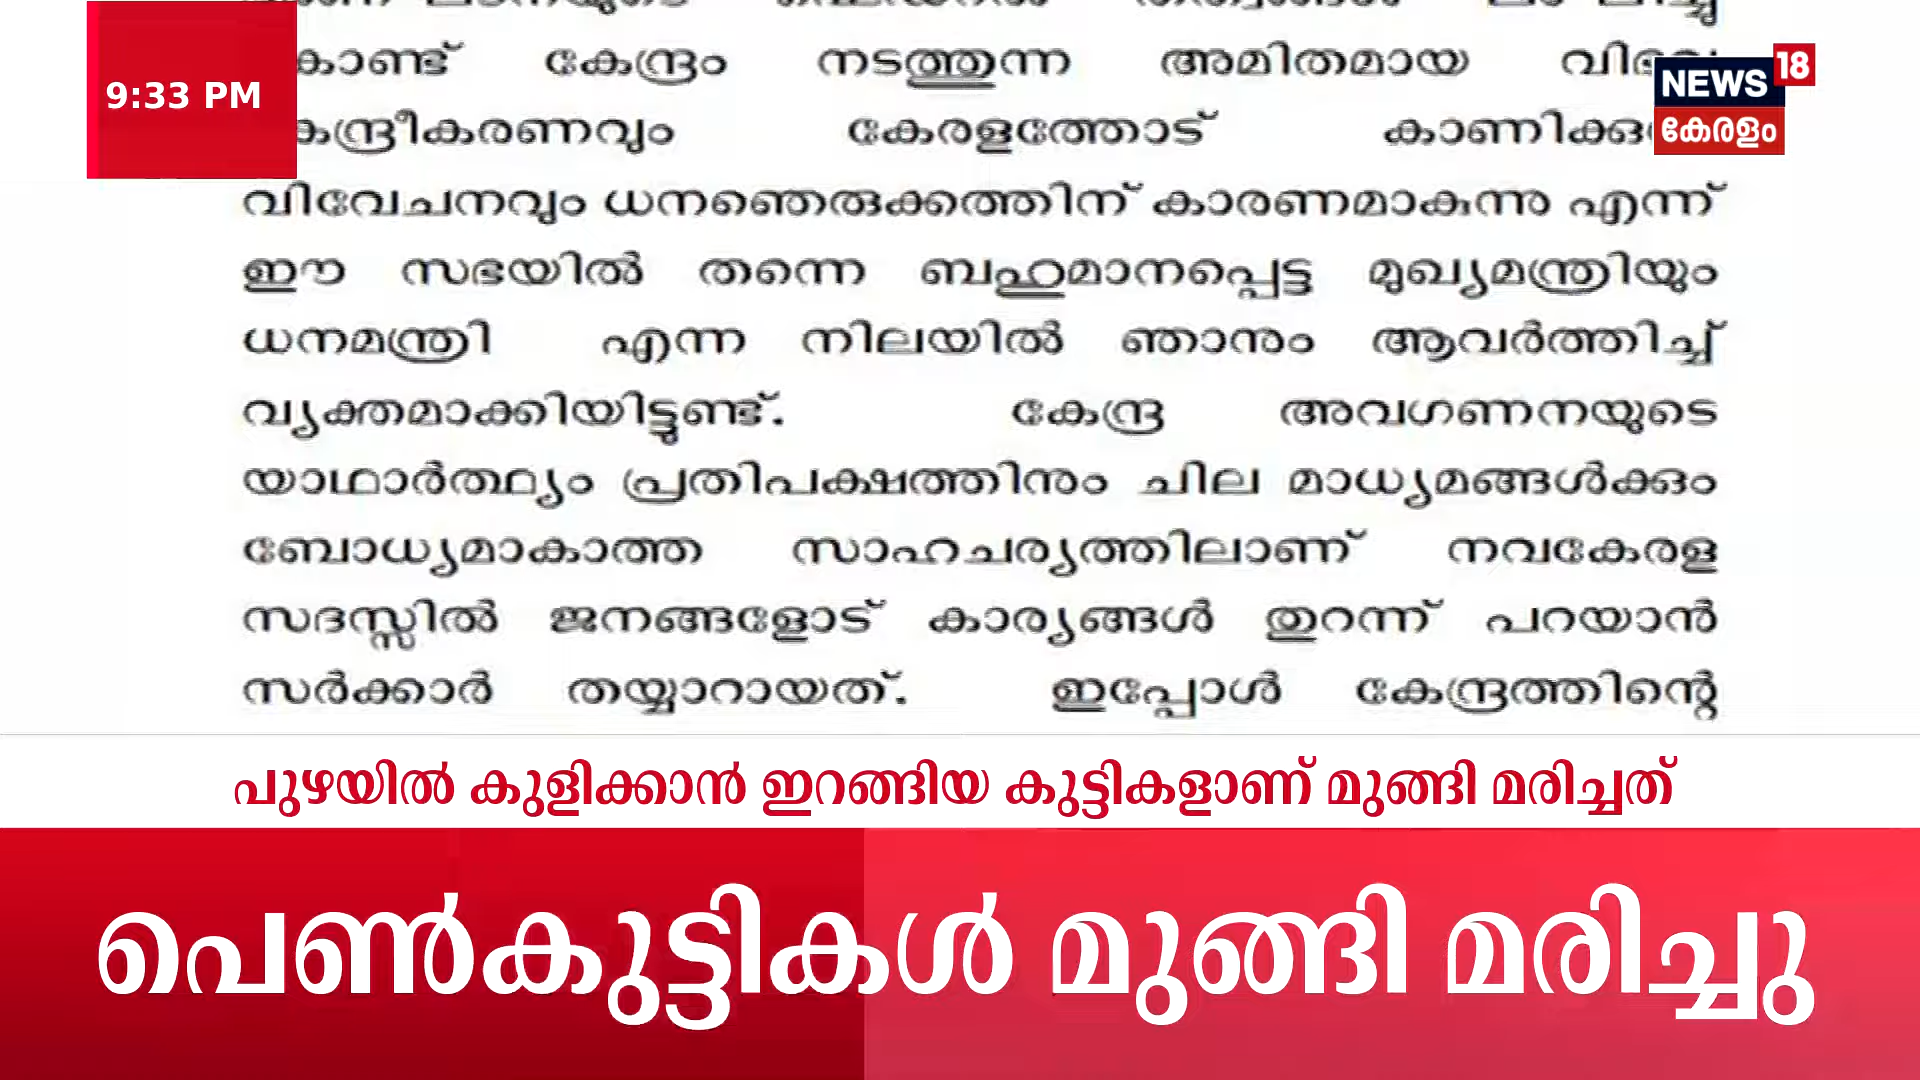 കേന്ദ്രം നടത്തുന്ന അമിതമായ
9:33 PM
NEWS 18
കേരളം
കേരളത്തോട്
വിവേചനവും ധനഞെരുക്കത്തിന് കാരണമാകുന്നു എന്ന്
ഈ സഭയിൽ തന്നെ ബഹുമാനപ്പെട്ട മുഖ്യമന്ത്രിയും
ധനമന്ത്രി എന്ന നിലയിൽ ഞാനും ആവർത്തിച്ച്
വ്യക്തമാക്കിയിട്ടുണ്ട്. കേന്ദ്ര അവഗണനയുടെ
യാഥാർത്ഥ്യം പ്രതിപക്ഷത്തിനും ചില മാധ്യമങ്ങൾക്കും
ബോധ്യമാകാത്ത സാഹചര്യത്തിലാണ് നവകേരള
സദസ്സിൽ ജനങ്ങളോട് കാര്യങ്ങൾ തുറന്ന് പറയാൻ
സർക്കാർ തയ്യാറായത്. ഇപ്പോൾ കേന്ദ്രത്തിന്റെ
പുഴയിൽ കുളിക്കാൻ ഇറങ്ങിയ കുട്ടികളാണ് മുങ്ങി മരിച്ചത്
പെൺകുട്ടികൾ മുങ്ങി മരിച്ചു